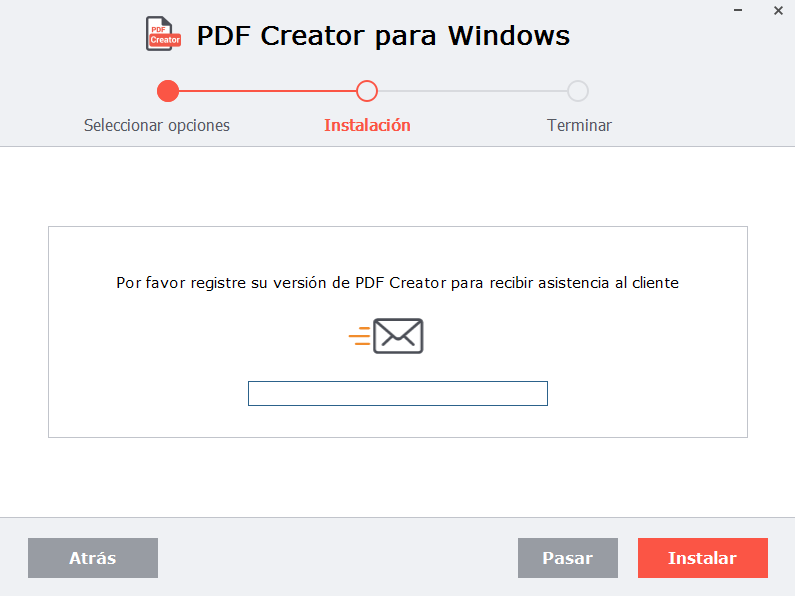 PDF
Creator
PDF Creator para Windows
Seleccionar opciones
Instalación
Terminar
Por favor registre su versión de PDF Creator para recibir asistencia al cliente
Atrás
Pasar
Instalar